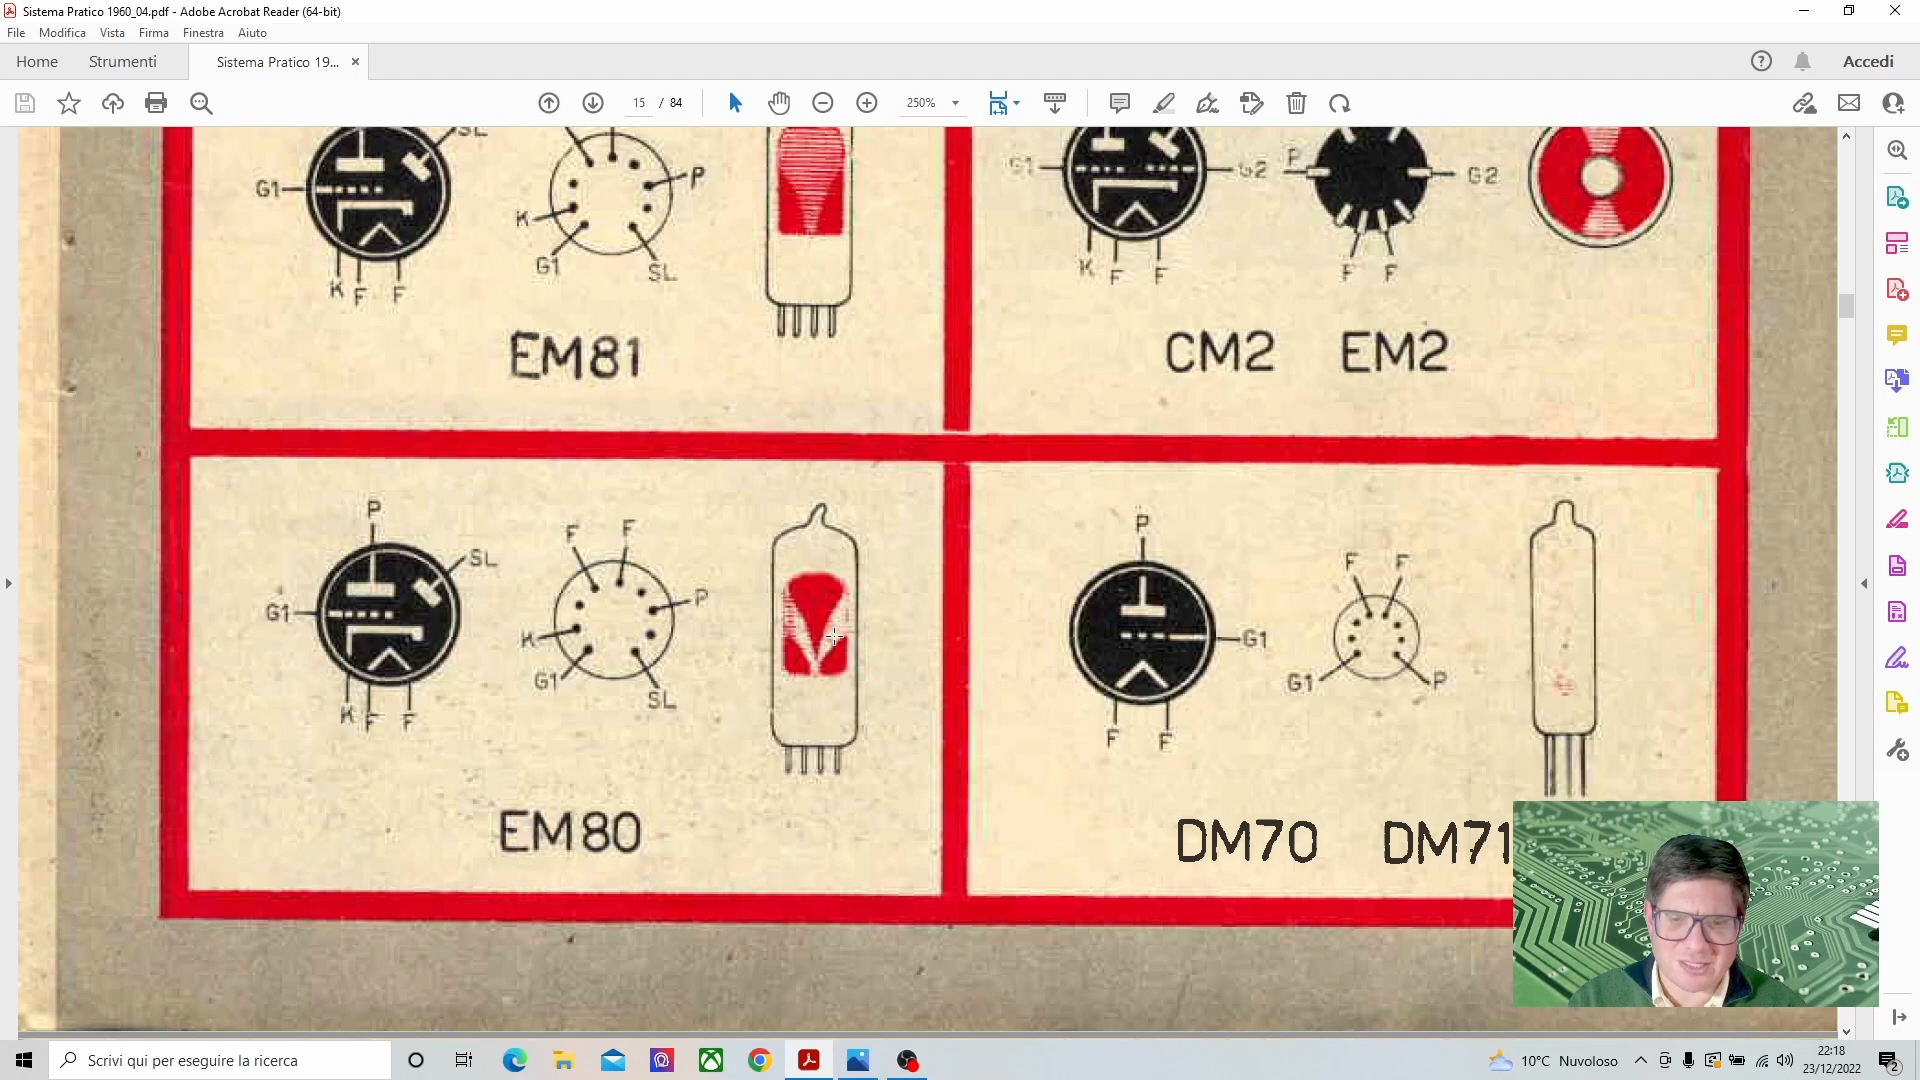 Sistema Pratico 1960_04.pdf - Adobe Acrobat Reader (64-bit)
File Modifica Vista Firma Finestra Aiuto
Home Strumenti Sistema Pratico 19... × Accedi
15 / 84 250%
SL
G1 P
K
G1 SL
K F F
EM81
G1 G2 P G2
K F F F F
CM2 EM2
P
SL
G1
K F F
F F
P
K
G1
SL
EM80
P
G1
F F
F F
G1 P
DM70 DM71
Scrivi qui per eseguire la ricerca
10°C Nuvoloso
22:18
23/12/2022
2